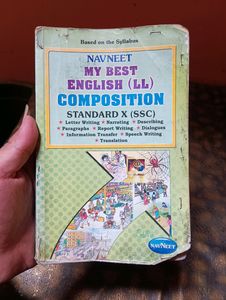 Based on the Syllabus
NAVNEET
MY BEST
ENGLISH (LL)
COMPOSITION
STANDARD X (SSC)
★ Letter Writing ★ Narrating ★ Describing
★ Paragraphs ★ Report Writing ★ Dialogues
★ Information Transfer ★ Speech Writing
★ Translation
NAVNEET